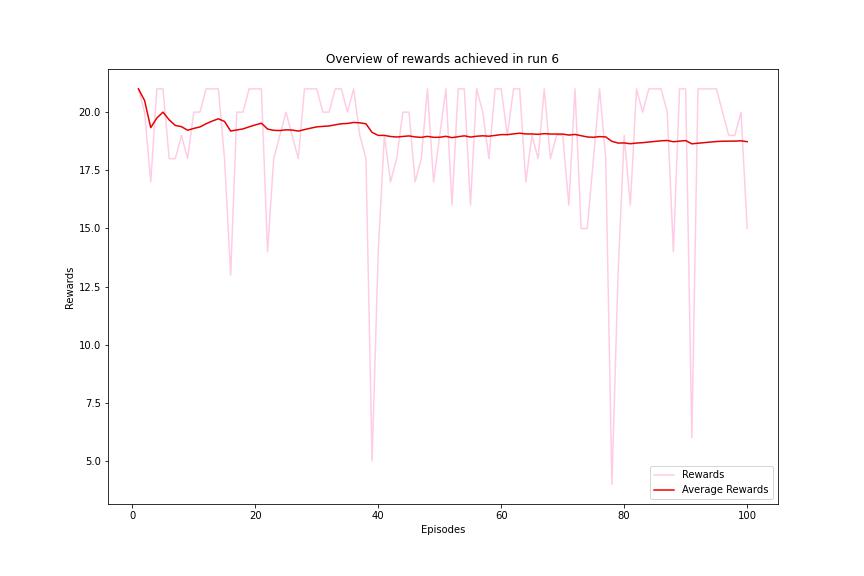 Overview of rewards achieved in run 6
Rewards
20.0
17.5
15.0
12.5
10.0
7.5
5.0
0
20
40
60
80
100
Episodes
Rewards
Average Rewards